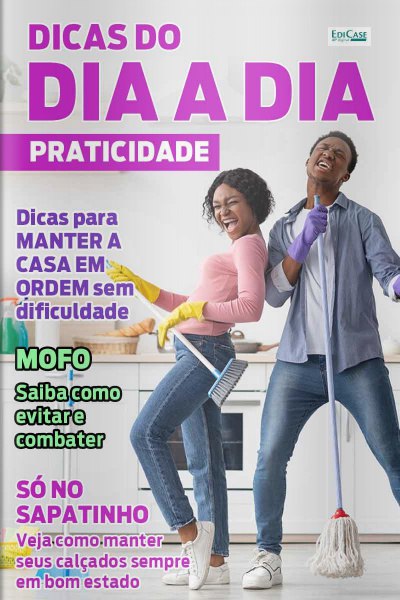 DICAS DO
EDICASE
DIA A DIA
PRATICIDADE
Dicas para
MANTER A
CASA EM
ORDEM sem
dificuldade
MOFO
Saiba como
evitar e
combater
SÓ NO
SAPATINHO
Veja como manter
seus calçados sempre
em bom estado